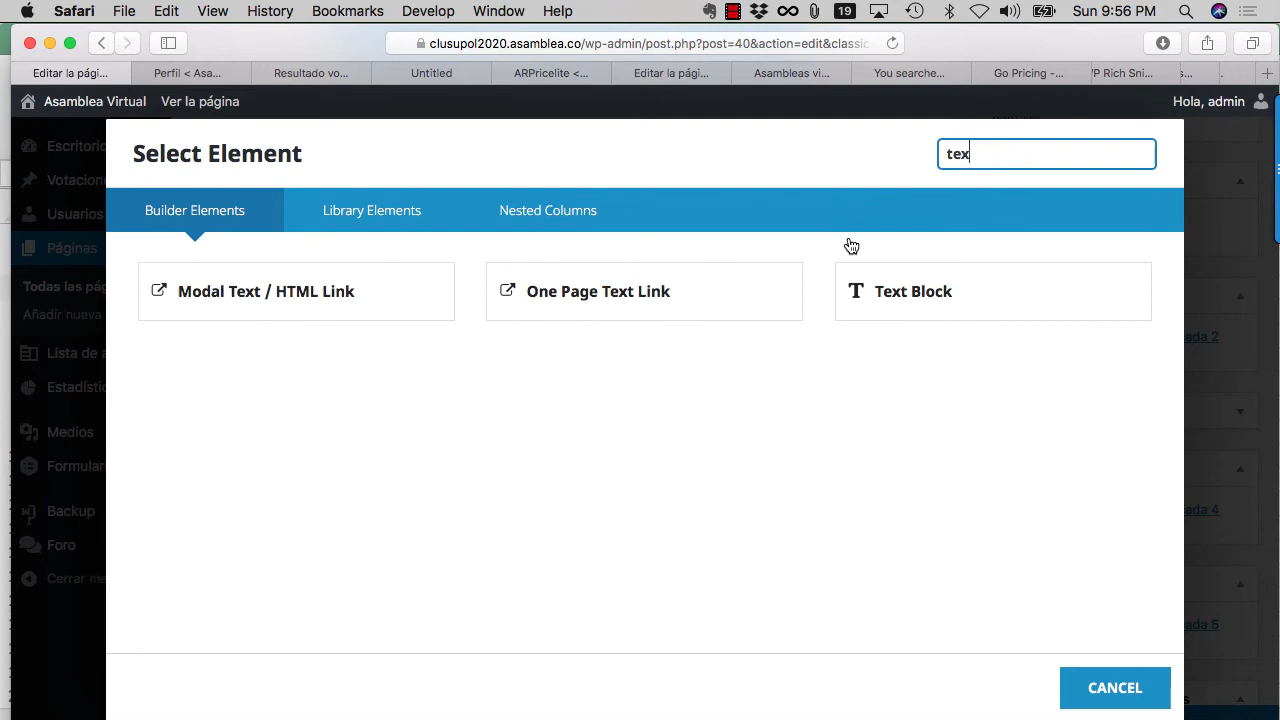 Safari File Edit View History Bookmarks Develop Window Help 19 Sun 9:56 PM
clusupol2020.asamblea.co/wp-admin/post.php?post=40&action=edit&classic
Editar la pági... Perfil < Asa... Resultado vo... Untitled ARPricelite <... Editar la pági... Asambleas vi... You searche... Go Pricing -... 'P Rich Sni... s... .
Asamblea Virtual Ver la página Hola, admin
Select Element tex
Escritorio
Votacione
Builder Elements Library Elements Nested Columns
Usuarios
Páginas
Todas las pág
Modal Text / HTML Link One Page Text Link Text Block
Añadir nueva
ada 2
Lista de a
Estadístic
Medios
Formular
Backup
ada 4
Foro
Cerrar me
ada 5
CANCEL
s